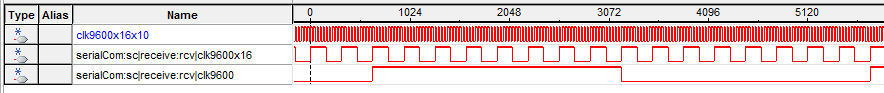 Type Alias Name 0 1024 2048 3072 4096 5120
clk9600x16x10
serialCom:sc|receive:rcv|clk9600x16
serialCom:sc|receive:rcv|clk9600